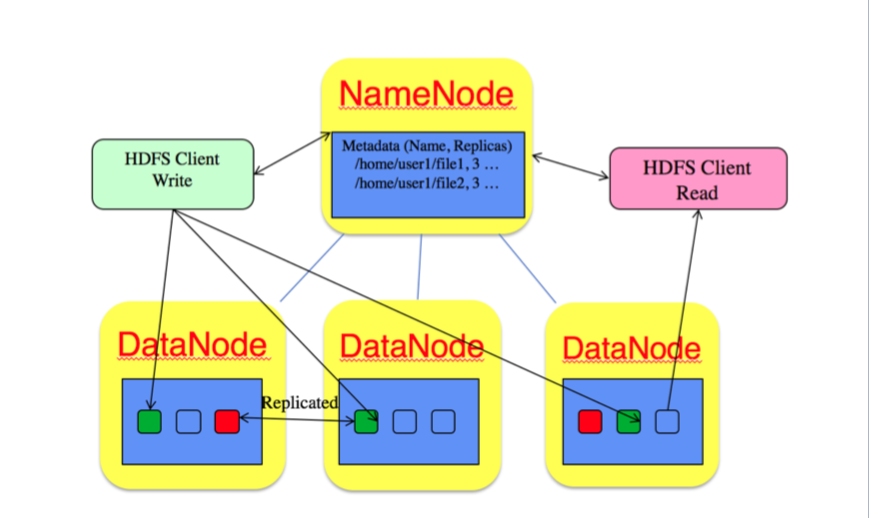 NameNode
Metadata (Name, Replicas)
/home/user1/file1, 3 ...
/home/user1/file2, 3 ...
HDFS Client
Write
HDFS Client
Read
DataNode
DataNode
DataNode
Replicated